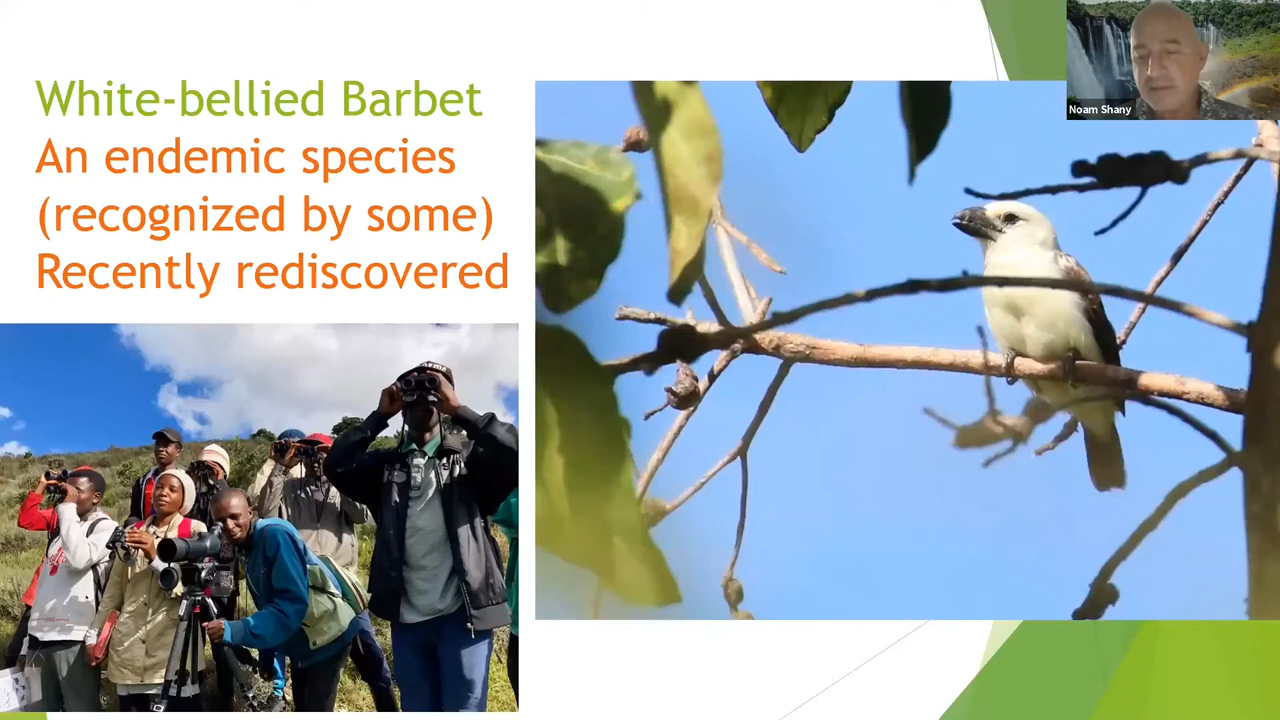 White-bellied Barbet
An endemic species
(recognized by some)
Recently rediscovered
Noam Shany